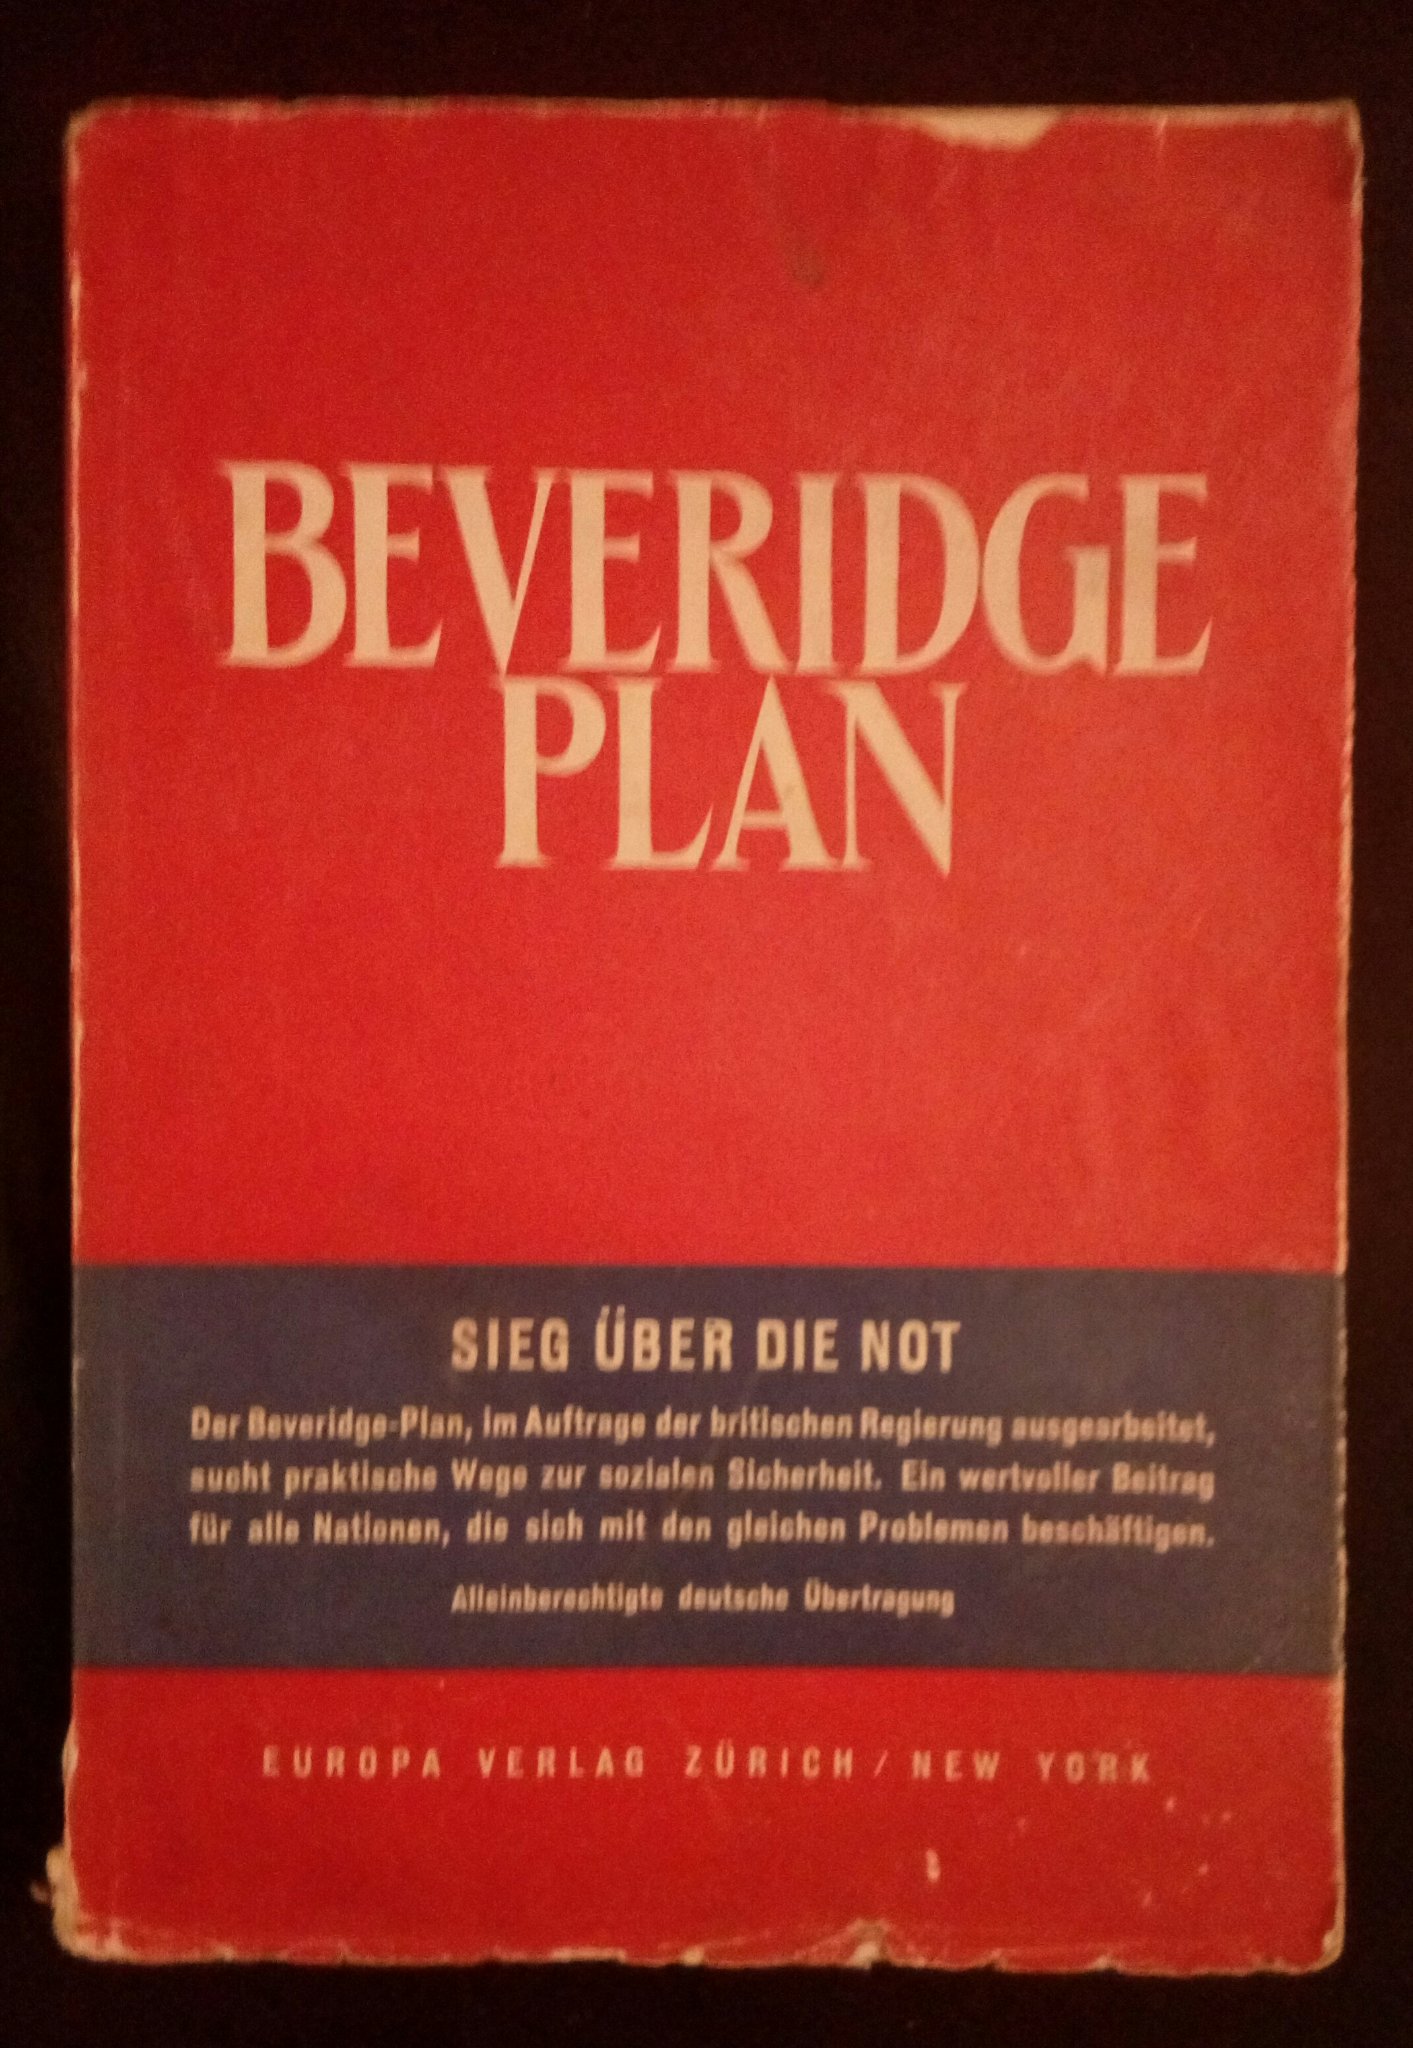 BEVERIDGE
PLAN
SIEG ÜBER DIE NOT
Der Beveridge-Plan, im Auftrage der britischen Regierung ausgearbeitet,
sucht praktische Wege zur sozialen Sicherheit. Ein wertvoller Beitrag
für alle Nationen, die sich mit den gleichen Problemen beschäftigen.
Alleinberechtigte deutsche Übertragung
EUROPA VERLAG ZÜRICH / NEW YORK